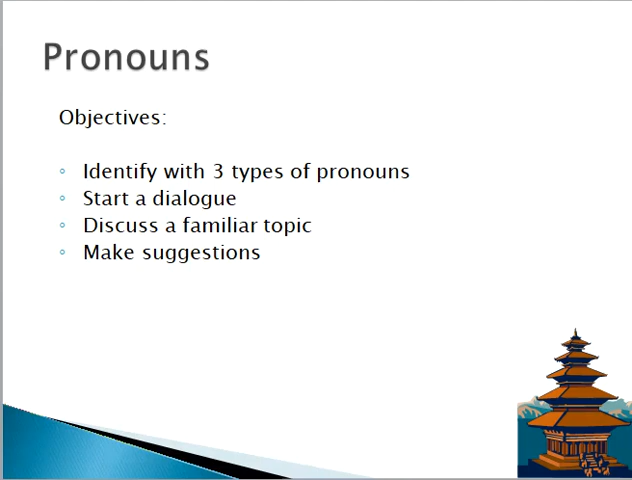 Pronouns
Objectives:
Identify with 3 types of pronouns
Start a dialogue
Discuss a familiar topic
Make suggestions